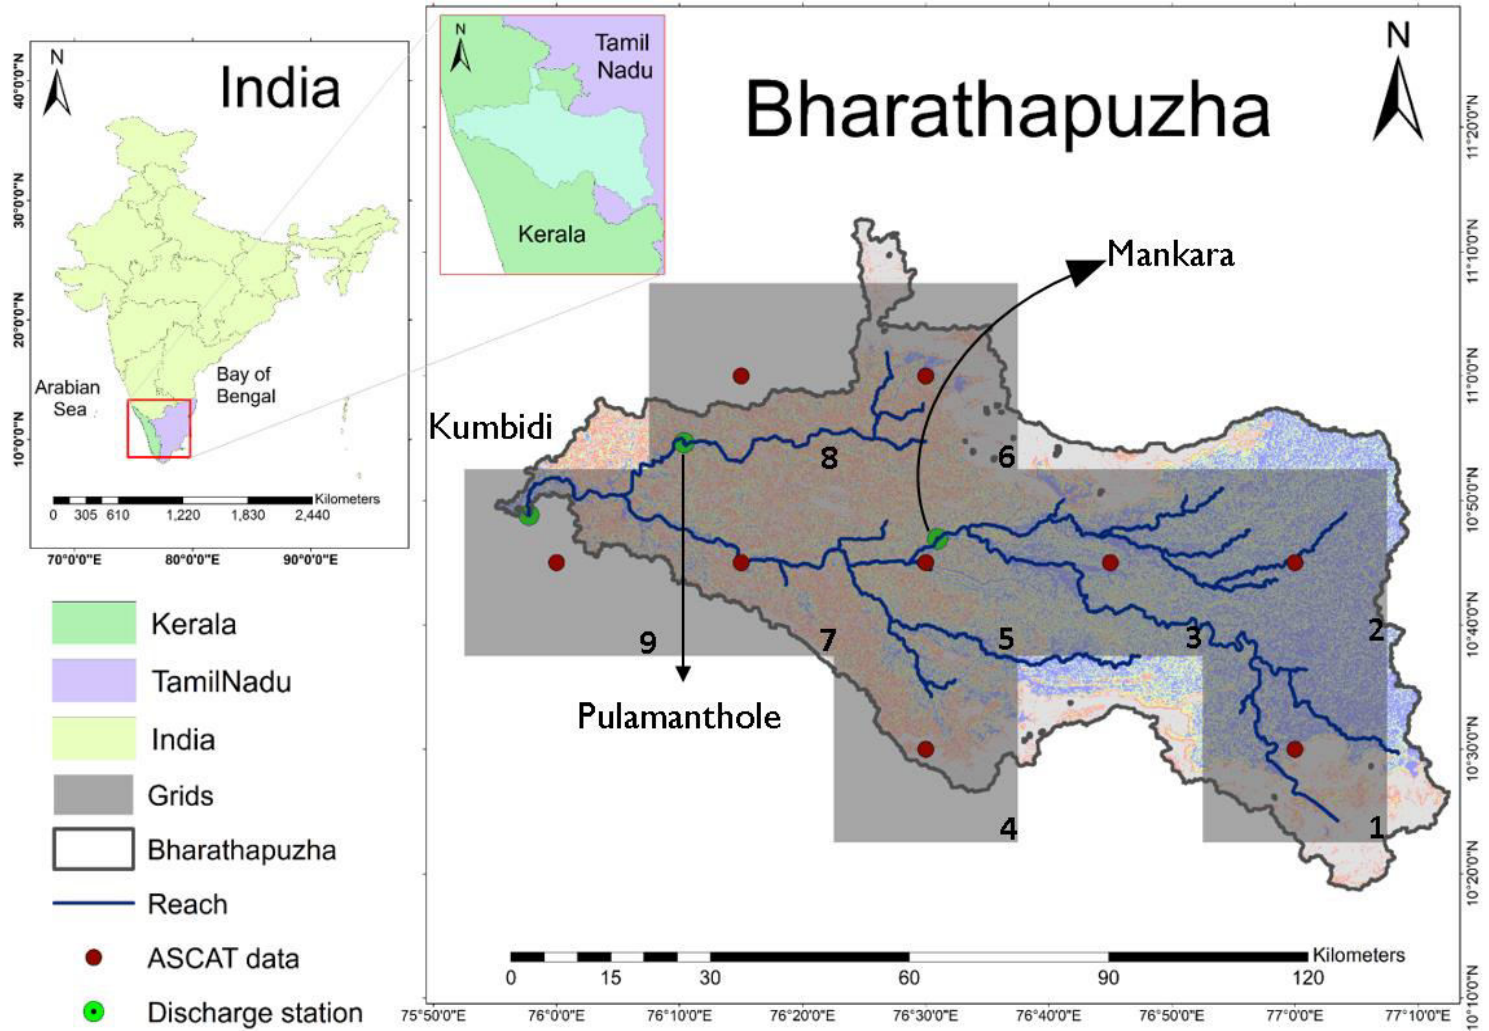 N
India
40°0'0"N
30°0'0"N
20°0'0"N
10°0'0"N
Arabian
Sea
Bay of
Bengal
Kilometers
0 305 610 1,220 1,830 2,440
70°0'0"E 80°0'0"E 90°0'0"E
N
Tamil
Nadu
Kerala
Bharathapuzha
N
Mankara
Kumbidi
Pulamanthole
8
6
9
7
5
3
2
4
1
11°20'0"N
11°10'0"N
11°0'0"N
10°50'0"N
10°40'0"N
10°30'0"N
10°20'0"N
10°10'0"N
Kerala
TamilNadu
India
Grids
Bharathapuzha
Reach
ASCAT data
Discharge station
Kilometers
0 15 30 60 90 120
75°50'0"E 76°0'0"E 76°10'0"E 76°20'0"E 76°30'0"E 76°40'0"E 76°50'0"E 77°0'0"E 77°10'0"E